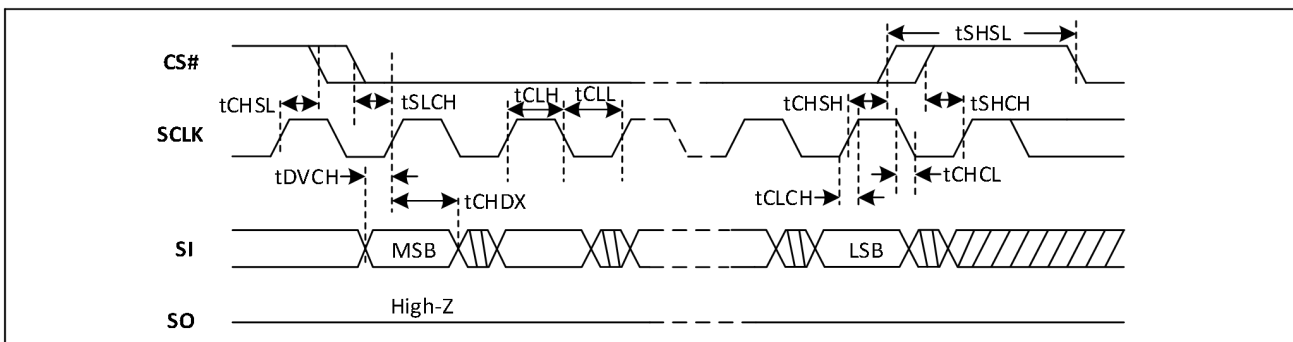 tSHSL
CS#
tCHSL
tSLCH
tCLH
tCLL
tCHSH
tSHCH
SCLK
tDVCH
tCHDX
tCLCH
tCHCL
SI
MSB
LSB
High-Z
SO